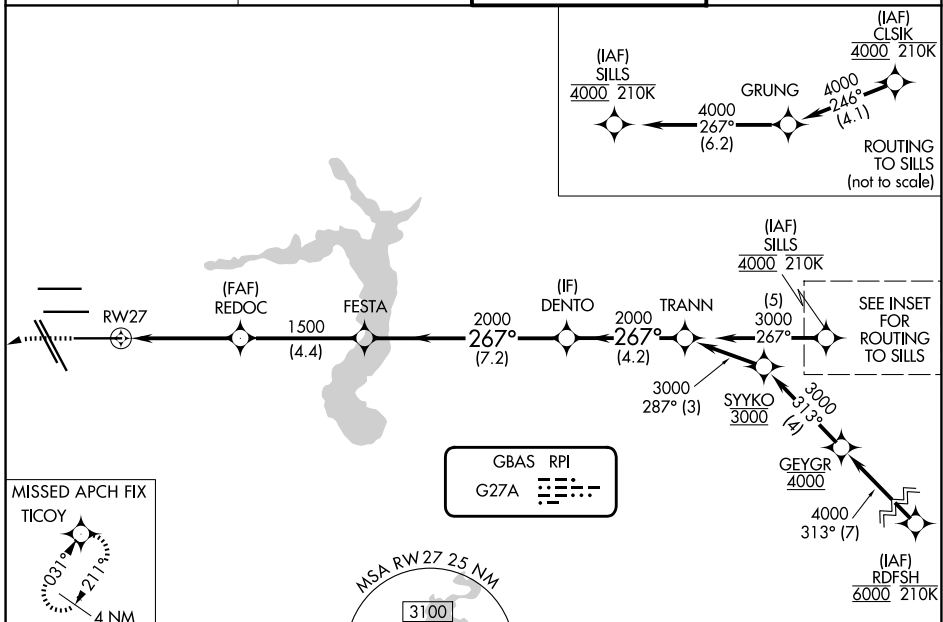 (IAF)
CLSIK
4000 210K
(IAF)
SILLS
4000 210K
GRUNG
4000
246°
(4.1)
4000
267°
(6.2)
ROUTING
TO SILLS
(not to scale)
(IAF)
SILLS
4000 210K
(FAF)
REDOC
FESTA
(IF)
DENTO
TRANN
(5)
3000
267°
SEE INSET
FOR
ROUTING
TO SILLS
RW27
1500
(4.4)
2000
267°
(7.2)
2000
267°
(4.2)
3000
287° (3)
SYYKO
3000
3000
313°
(4)
GEYGR
4000
4000
313° (7)
(IAF)
RDFSH
6000 210K
GBAS RPI
G27A
MISSED APCH FIX
TICOY
031°
211°
4 NM
MSA RW27 25 NM
3100